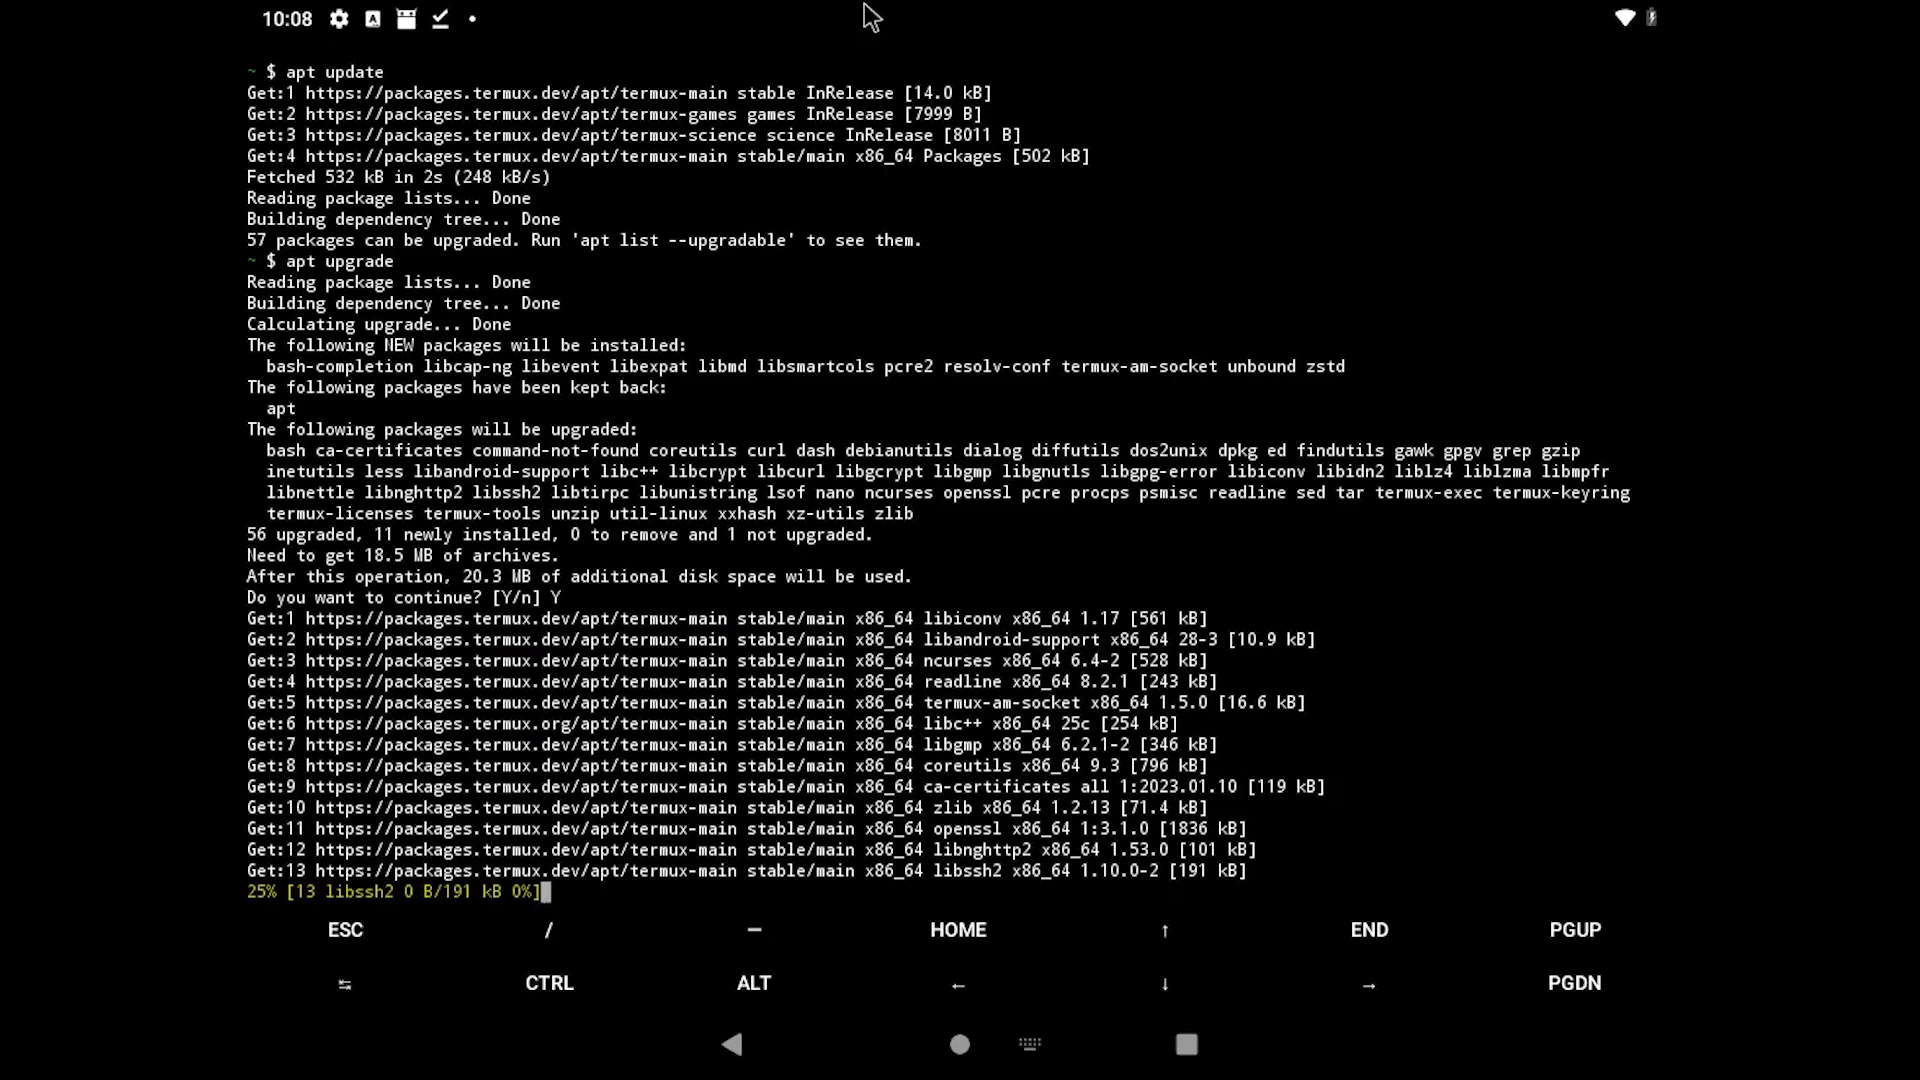 10:08
~ $ apt update
Get:1 https://packages.termux.dev/apt/termux-main stable InRelease [14.0 kB]
Get:2 https://packages.termux.dev/apt/termux-games games InRelease [7999 B]
Get:3 https://packages.termux.dev/apt/termux-science science InRelease [8011 B]
Get:4 https://packages.termux.dev/apt/termux-main stable/main x86_64 Packages [502 kB]
Fetched 532 kB in 2s (248 kB/s)
Reading package lists... Done
Building dependency tree... Done
57 packages can be upgraded. Run 'apt list --upgradable' to see them.
~ $ apt upgrade
Reading package lists... Done
Building dependency tree... Done
Calculating upgrade... Done
The following NEW packages will be installed:
bash-completion libcap-ng libevent libexpat libmd libsmartcols pcre2 resolv-conf termux-am-socket unbound zstd
The following packages have been kept back:
apt
The following packages will be upgraded:
bash ca-certificates command-not-found coreutils curl dash debianutils dialog diffutils dos2unix dpkg ed findutils gawk gpgv grep gzip
inetutils less libandroid-support libc++ libcrypt libcurl libgcrypt libgmp libgnutls libgpg-error libiconv libidn2 liblz4 liblzma libmpfr
libnettle libnghttp2 libssh2 libtirpc libunistring lsof nano ncurses openssl pcre procps psmisc readline sed tar termux-exec termux-keyring
termux-licenses termux-tools unzip util-linux xxhash xz-utils zlib
56 upgraded, 11 newly installed, 0 to remove and 1 not upgraded.
Need to get 18.5 MB of archives.
After this operation, 20.3 MB of additional disk space will be used.
Do you want to continue? [Y/n] Y
Get:1 https://packages.termux.dev/apt/termux-main stable/main x86_64 libiconv x86_64 1.17 [561 kB]
Get:2 https://packages.termux.dev/apt/termux-main stable/main x86_64 libandroid-support x86_64 28-3 [10.9 kB]
Get:3 https://packages.termux.dev/apt/termux-main stable/main x86_64 ncurses x86_64 6.4-2 [528 kB]
Get:4 https://packages.termux.dev/apt/termux-main stable/main x86_64 readline x86_64 8.2.1 [243 kB]
Get:5 https://packages.termux.dev/apt/termux-main stable/main x86_64 termux-am-socket x86_64 1.5.0 [16.6 kB]
Get:6 https://packages.termux.org/apt/termux-main stable/main x86_64 libc++ x86_64 25c [254 kB]
Get:7 https://packages.termux.dev/apt/termux-main stable/main x86_64 libgmp x86_64 6.2.1-2 [346 kB]
Get:8 https://packages.termux.dev/apt/termux-main stable/main x86_64 coreutils x86_64 9.3 [796 kB]
Get:9 https://packages.termux.dev/apt/termux-main stable/main x86_64 ca-certificates all 1:2023.01.10 [119 kB]
Get:10 https://packages.termux.dev/apt/termux-main stable/main x86_64 zlib x86_64 1.2.13 [71.4 kB]
Get:11 https://packages.termux.dev/apt/termux-main stable/main x86_64 openssl x86_64 1:3.1.0 [1836 kB]
Get:12 https://packages.termux.dev/apt/termux-main stable/main x86_64 libnghttp2 x86_64 1.53.0 [101 kB]
Get:13 https://packages.termux.dev/apt/termux-main stable/main x86_64 libssh2 x86_64 1.10.0-2 [191 kB]
25% [13 libssh2 0 B/191 kB 0%]
ESC / — HOME ↑ END PGUP
↹ CTRL ALT ← ↓ → PGDN